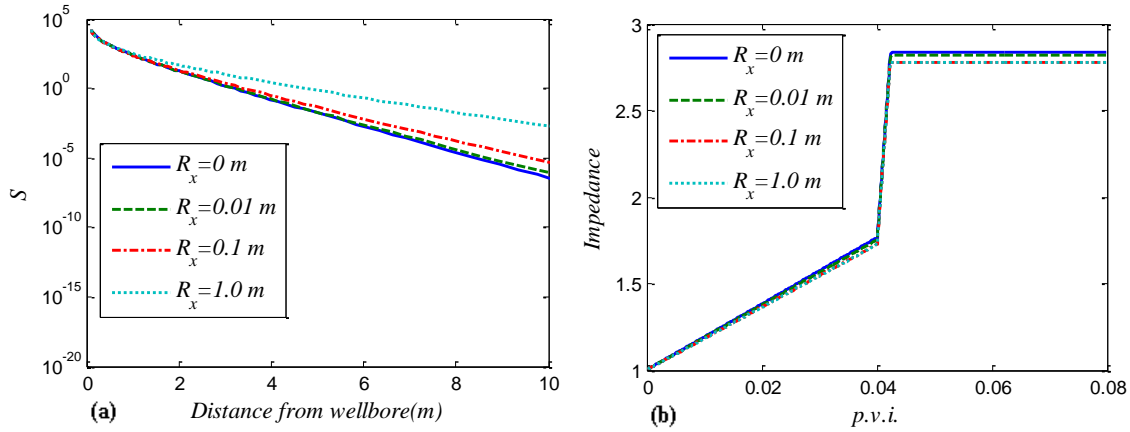 10^5
10^0
10^-5
10^-10
10^-15
10^-20
S
R_x=0 m
R_x=0.01 m
R_x=0.1 m
R_x=1.0 m
0 2 4 6 8 10
(a) Distance from wellbore(m)
3
2.5
2
1.5
1
Impedance
R_x=0 m
R_x=0.01 m
R_x=0.1 m
R_x=1.0 m
0 0.02 0.04 0.06 0.08
(b) p.v.i.